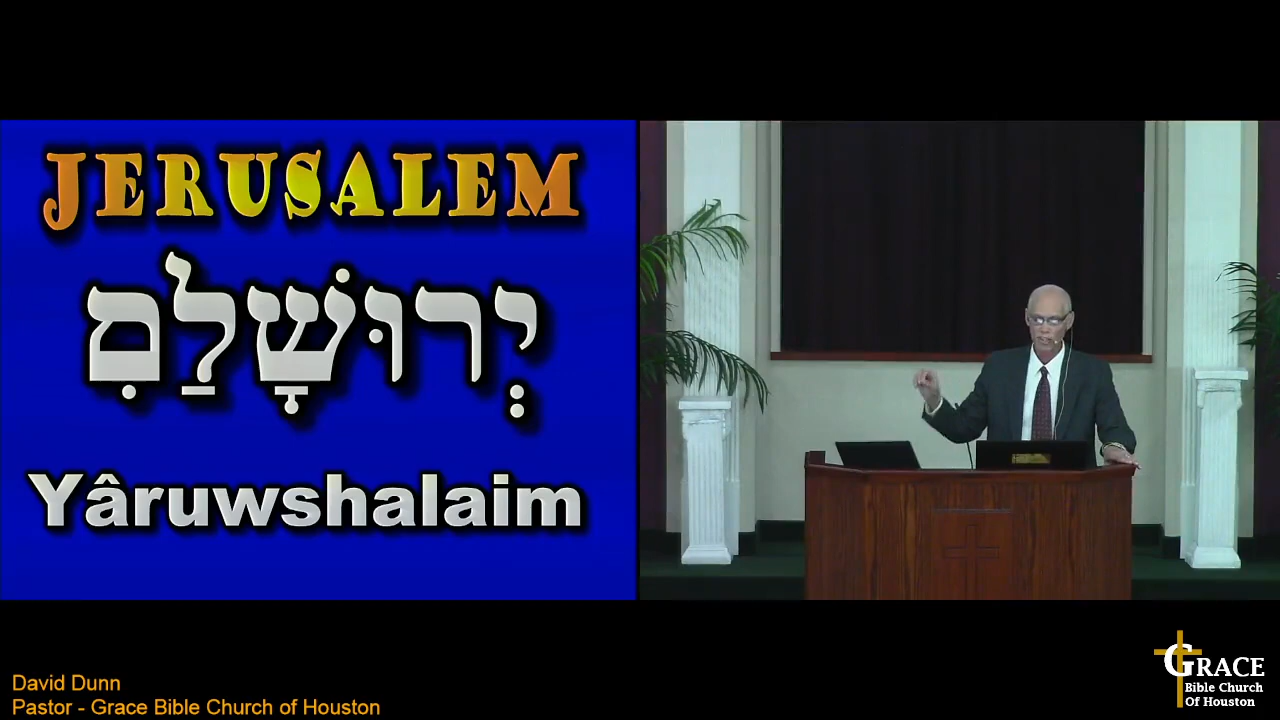 JERUSALEM
יְרוּשָׁלַםִ
Yâruwshalaim
David Dunn
Pastor - Grace Bible Church of Houston
GRACE
Bible Church
Of Houston